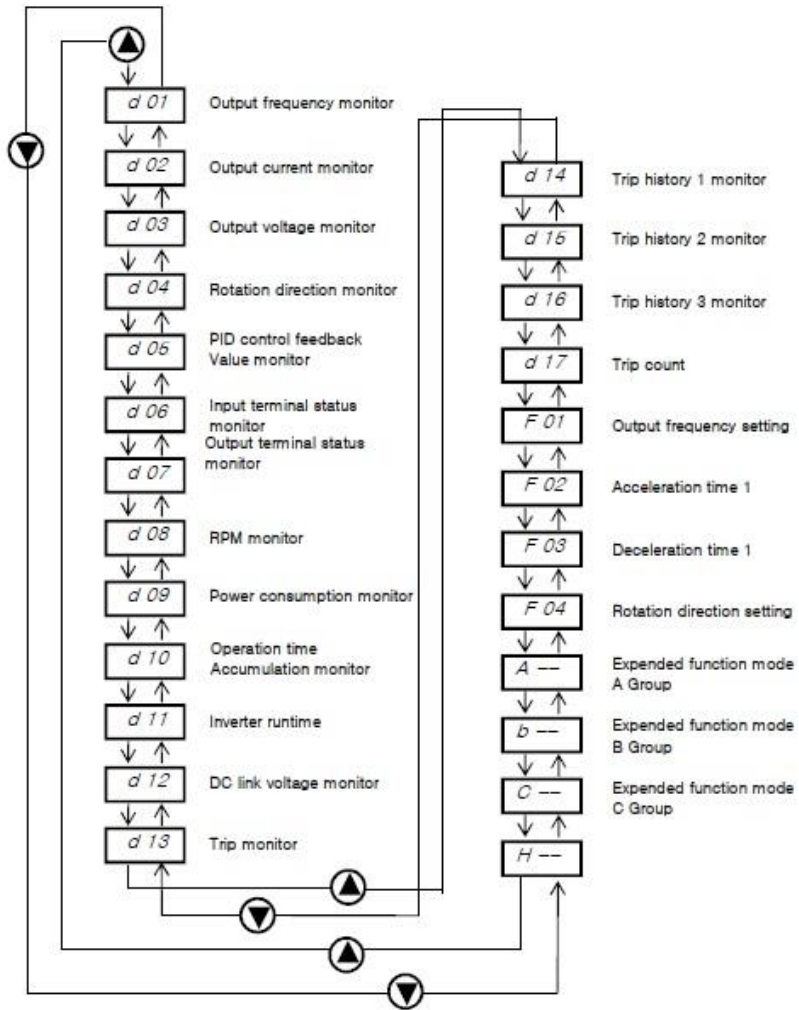 d 01
Output frequency monitor
d 02
Output current monitor
d 03
Output voltage monitor
d 04
Rotation direction monitor
d 05
PID control feedback
Value monitor
d 06
Input terminal status
monitor
Output terminal status
monitor
d 07
d 08
RPM monitor
d 09
Power consumption monitor
d 10
Operation time
Accumulation monitor
d 11
Inverter runtime
d 12
DC link voltage monitor
d 13
Trip monitor
d 14
Trip history 1 monitor
d 15
Trip history 2 monitor
d 16
Trip history 3 monitor
d 17
Trip count
F 01
Output frequency setting
F 02
Acceleration time 1
F 03
Deceleration time 1
F 04
Rotation direction setting
A --
Expended function mode
A Group
b --
Expended function mode
B Group
C --
Expended function mode
C Group
H --